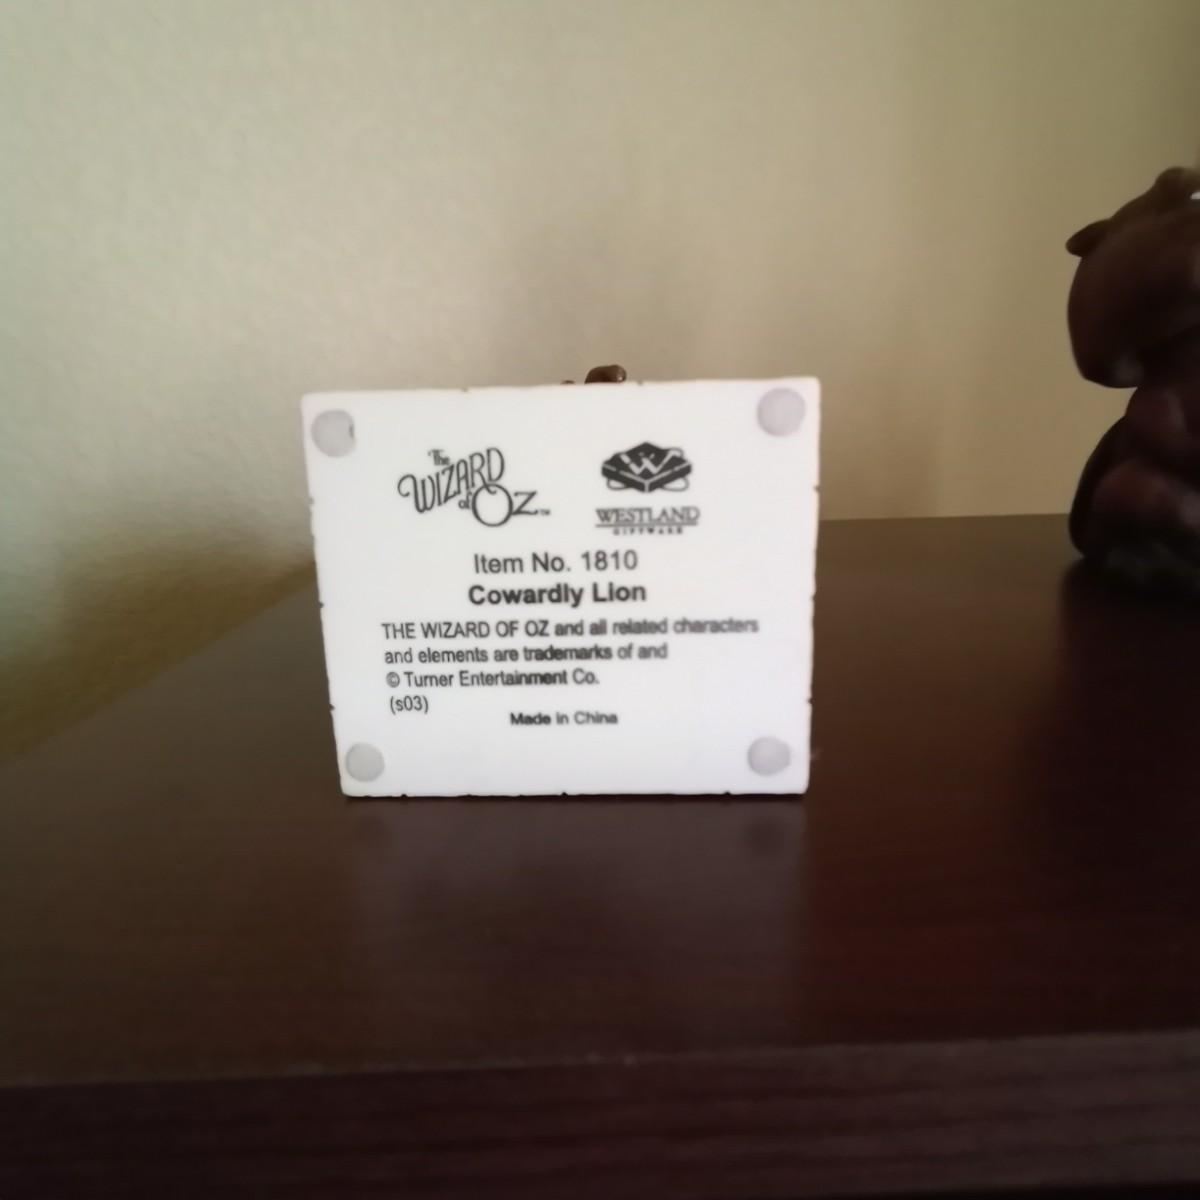 The
WIZARD
of OZ™
W
WESTLAND
GIFTWARE
Item No. 1810
Cowardly Lion
THE WIZARD OF OZ and all related characters
and elements are trademarks of and
© Turner Entertainment Co.
(s03)
Made in China